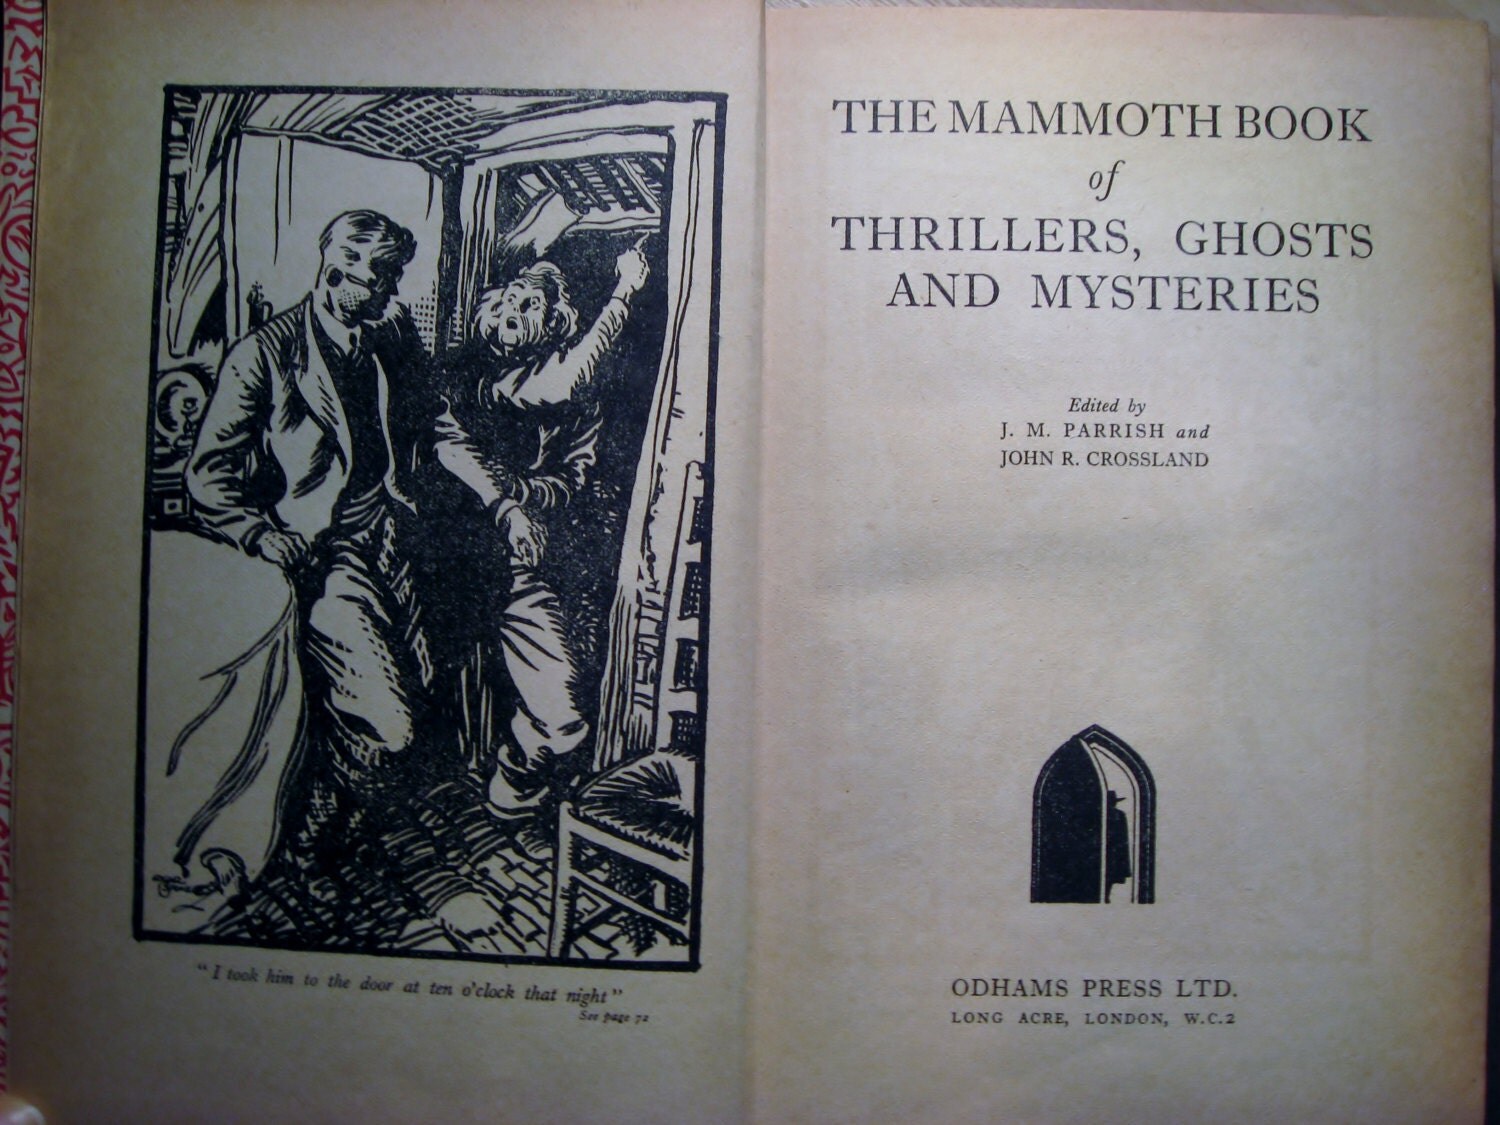 "I took him to the door at ten o'clock that night"
See page 72
THE MAMMOTH BOOK
of
THRILLERS, GHOSTS
AND MYSTERIES
Edited by
J. M. PARRISH and
JOHN R. CROSSLAND
ODHAMS PRESS LTD.
LONG ACRE, LONDON, W.C.2